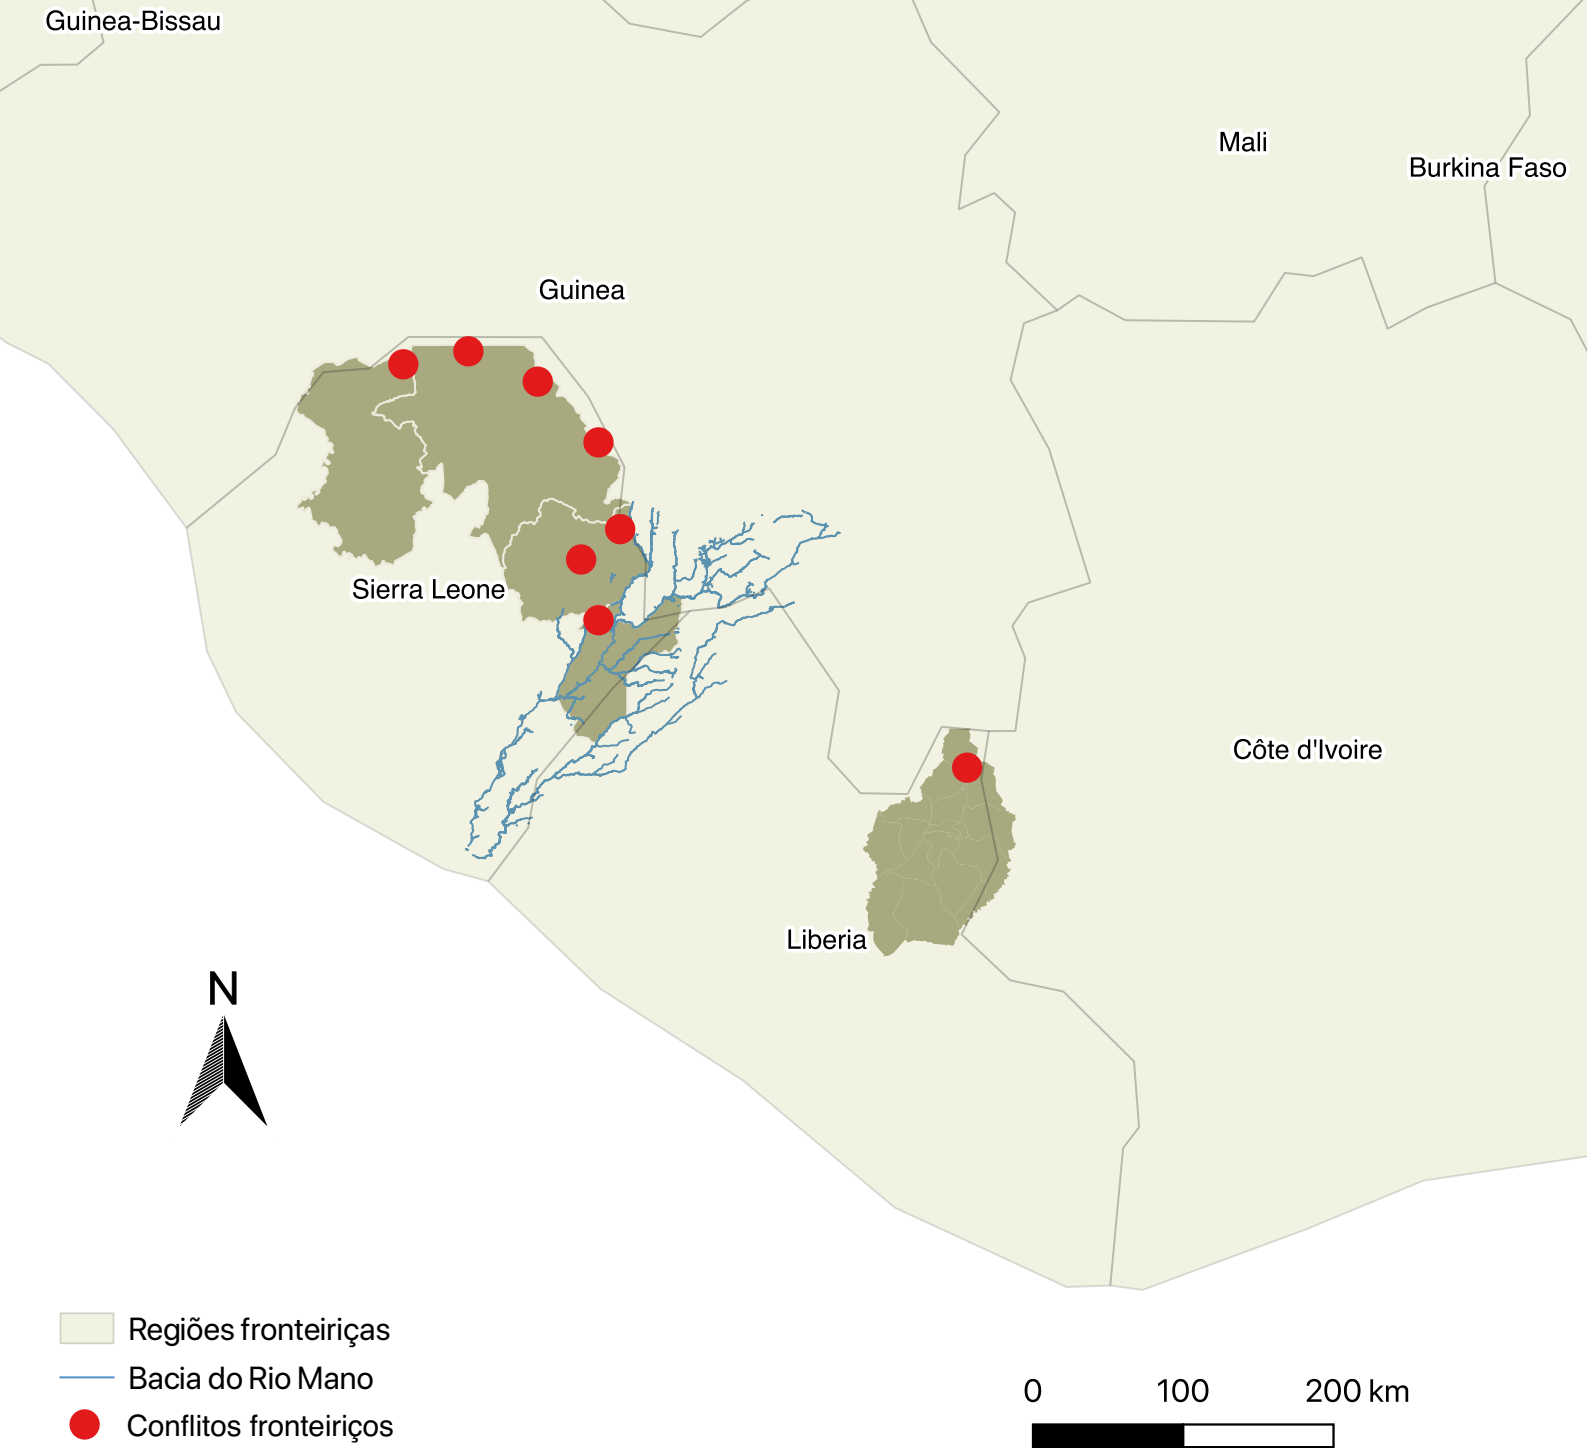 Guinea-Bissau
Mali
Burkina Faso
Guinea
Sierra Leone
Côte d'Ivoire
Liberia
N
Regiões fronteiriças
Bacia do Rio Mano
Conflitos fronteiriços
0 100 200 km